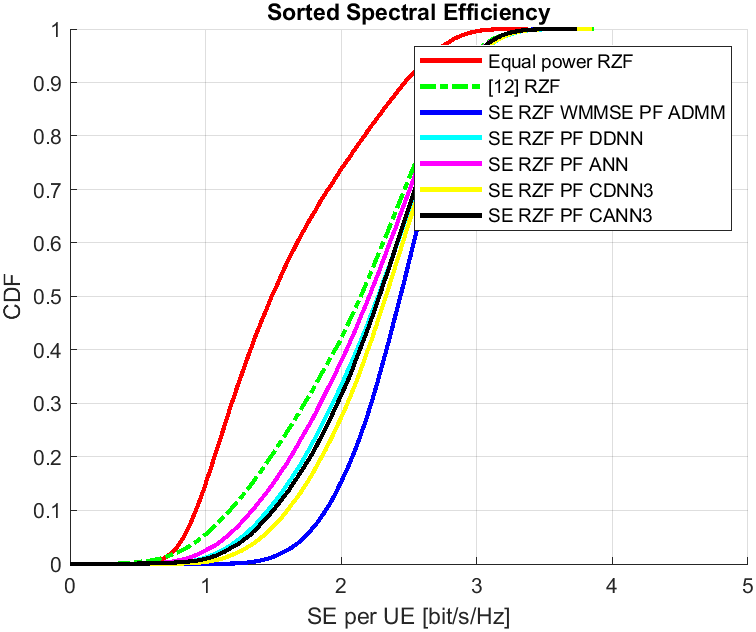 Sorted Spectral Efficiency
1
0.9
0.8
0.7
0.6
0.5
0.4
0.3
0.2
0.1
0
CDF
Equal power RZF
[12] RZF
SE RZF WMMSE PF ADMM
SE RZF PF DDNN
SE RZF PF ANN
SE RZF PF CDNN3
SE RZF PF CANN3
0 1 2 3 4 5
SE per UE [bit/s/Hz]